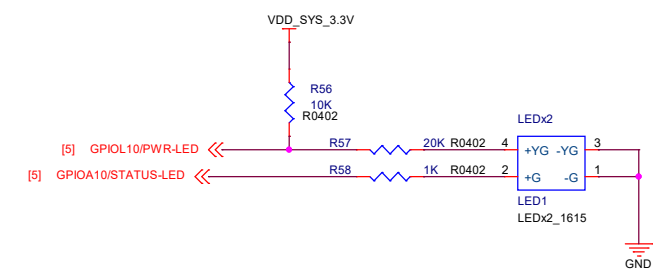 VDD_SYS_3.3V
R56
10K
R0402
LEDx2
[5] GPIOL10/PWR-LED R57 20K R0402 4 +YG -YG 3
[5] GPIOA10/STATUS-LED R58 1K R0402 2 +G -G 1
LED1
LEDx2_1615
GND